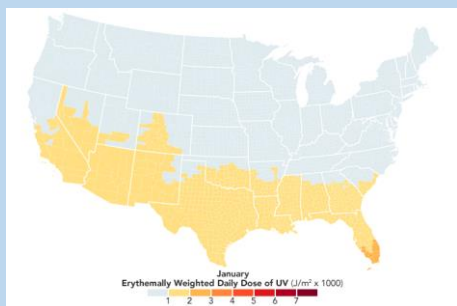 January
Erythemally Weighted Daily Dose of UV (J/m² x 1000)
1 2 3 4 5 6 7